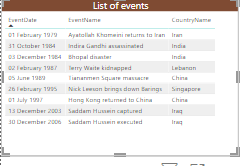 List of events
EventDate EventName CountryName
01 February 1979 Ayatollah Khomeini returns to Iran Iran
31 October 1984 Indira Gandhi assassinated India
03 December 1984 Bhopal disaster India
02 February 1987 Terry Waite kidnapped Lebanon
05 June 1989 Tiananmen Square massacre China
26 February 1995 Nick Leeson brings down Barings Singapore
01 July 1997 Hong Kong returned to China China
13 December 2003 Saddam Hussein captured Iraq
30 December 2006 Saddam Hussein executed Iraq